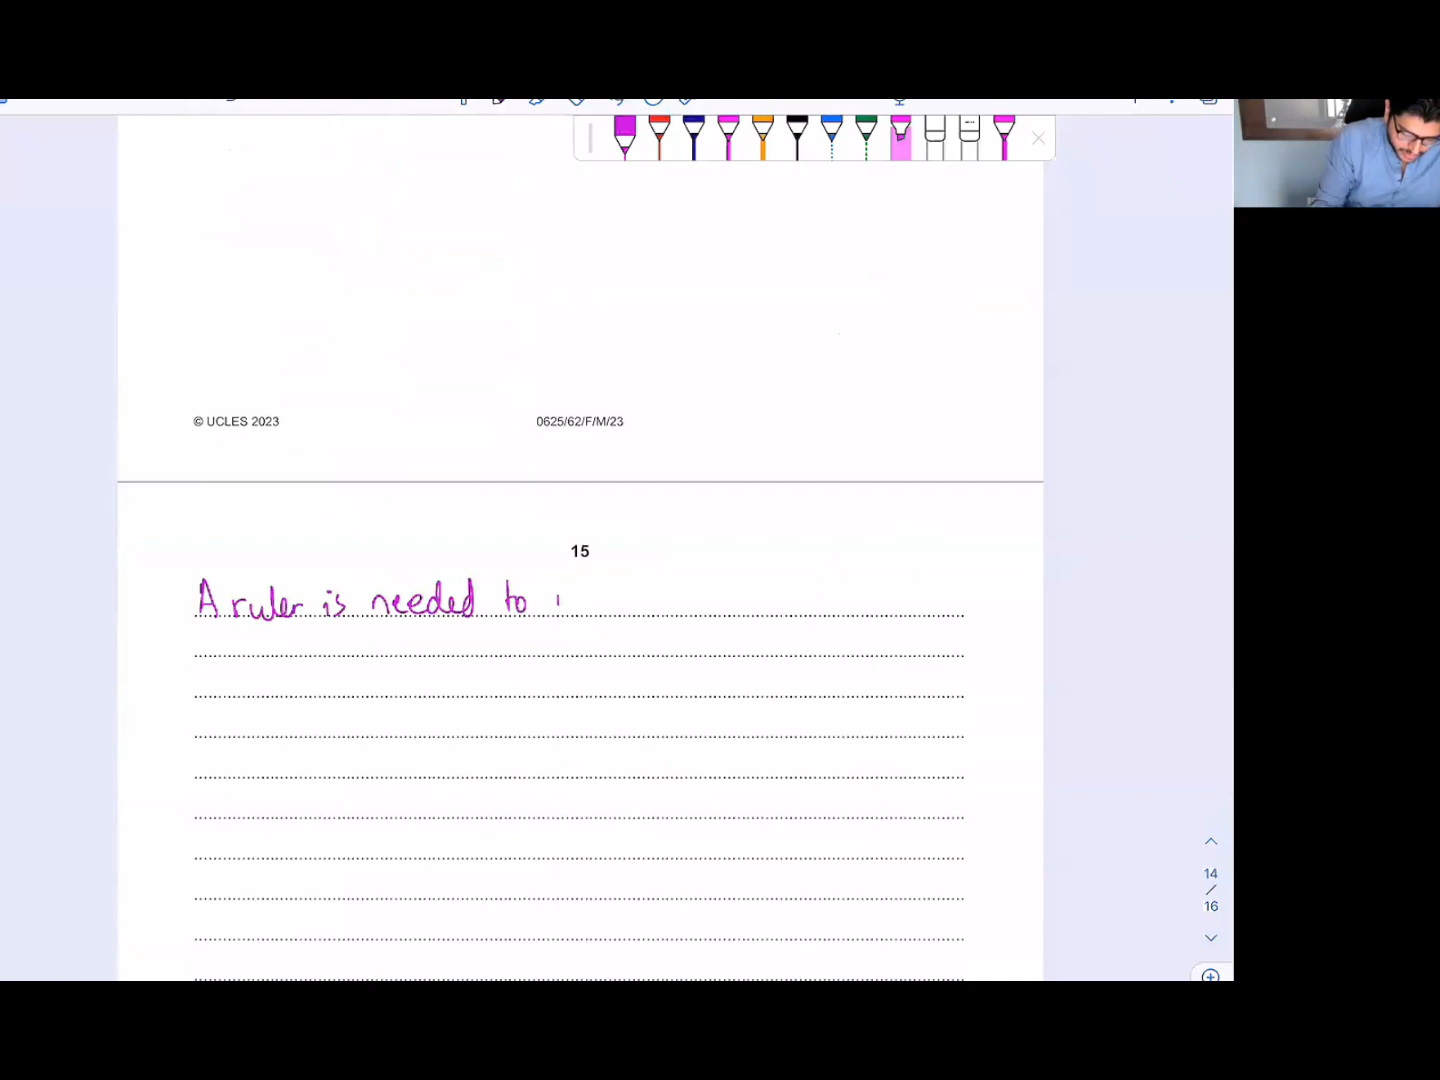 © UCLES 2023
0625/62/F/M/23
15
A ruler is needed to
14
/
16